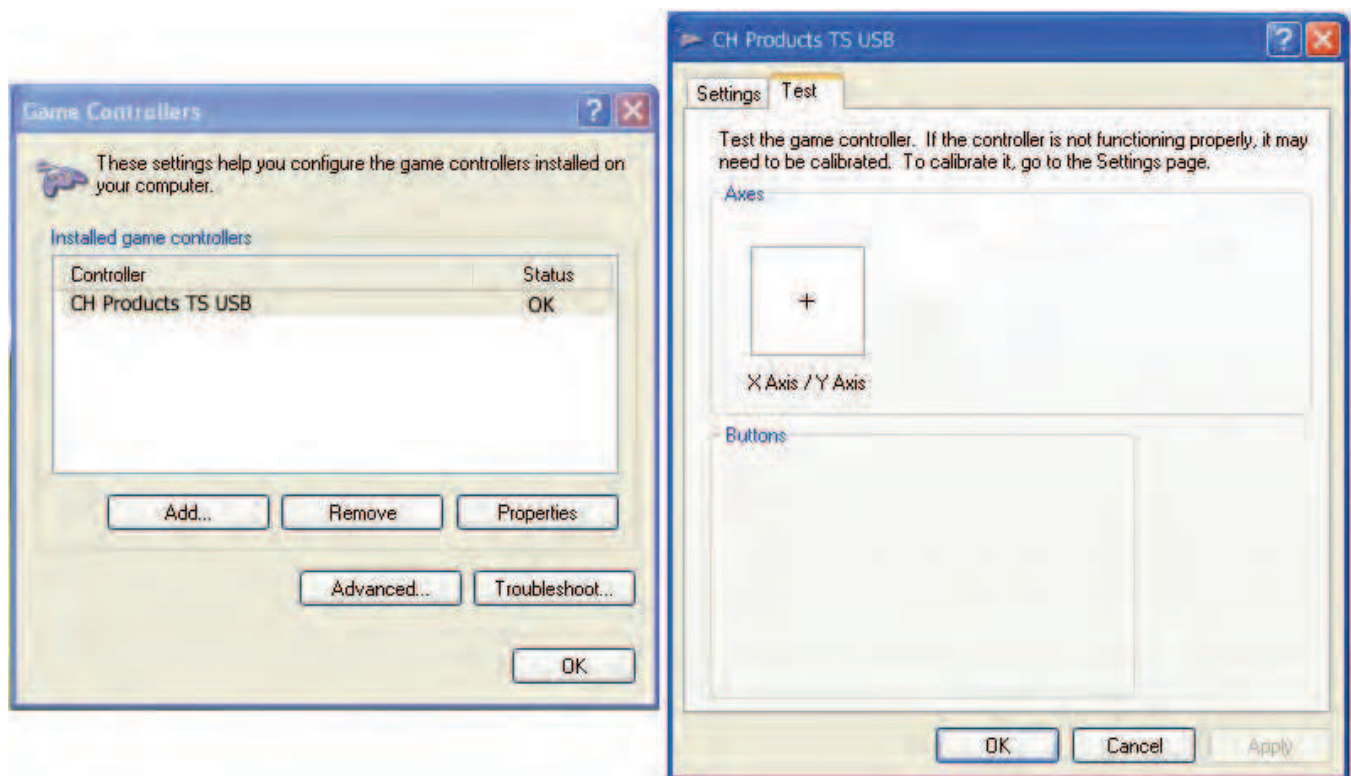 Game Controllers
These settings help you configure the game controllers installed on
your computer.
Installed game controllers
Controller Status
CH Products TS USB OK
Add... Remove Properties
Advanced... Troubleshoot...
OK
CH Products TS USB
Settings Test
Test the game controller. If the controller is not functioning properly, it may
need to be calibrated. To calibrate it, go to the Settings page.
Axes
X Axis / Y Axis
Buttons
OK Cancel Apply